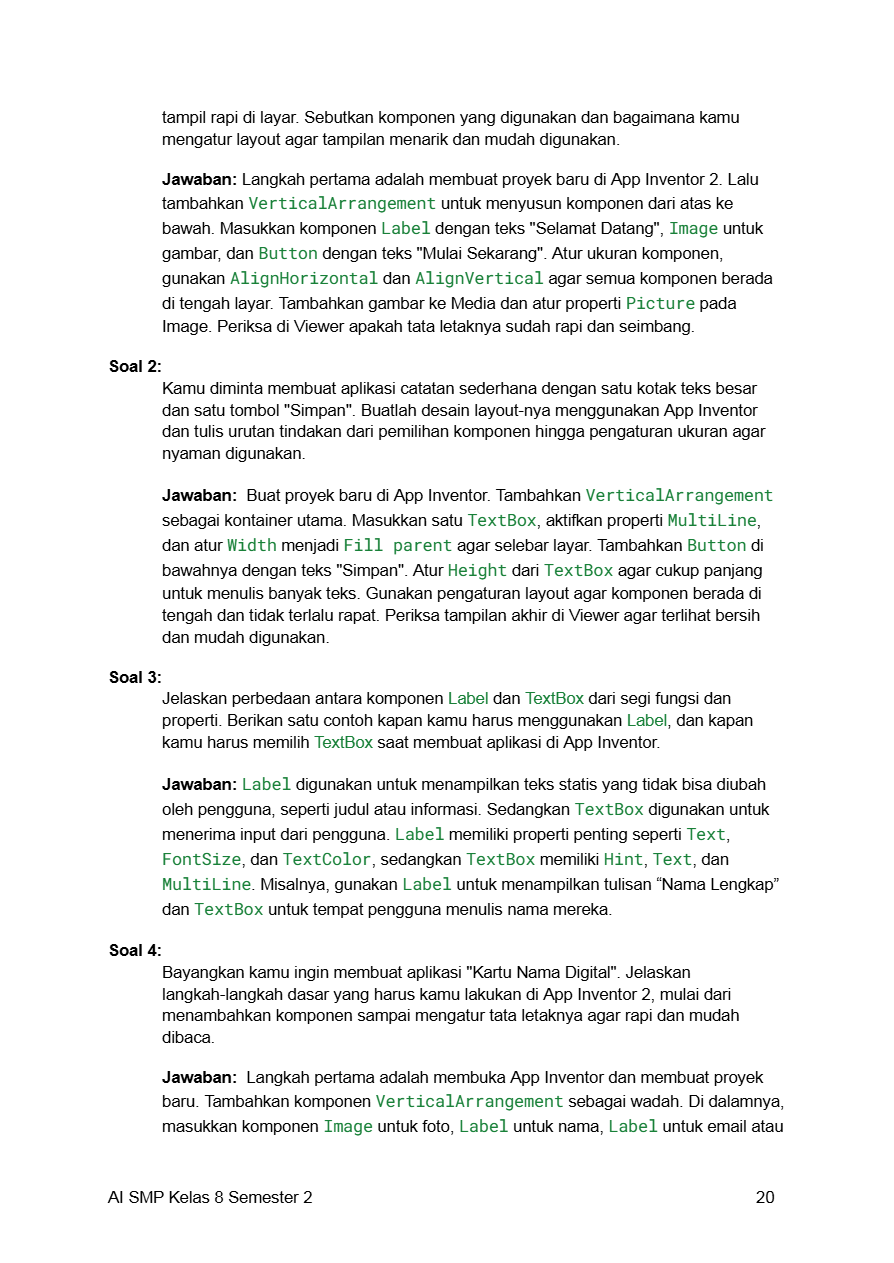 tampil rapi di layar. Sebutkan komponen yang digunakan dan bagaimana kamu
mengatur layout agar tampilan menarik dan mudah digunakan.
Jawaban: Langkah pertama adalah membuat proyek baru di App Inventor 2. Lalu
tambahkan VerticalArrangement untuk menyusun komponen dari atas ke
bawah. Masukkan komponen Label dengan teks "Selamat Datang", Image untuk
gambar, dan Button dengan teks "Mulai Sekarang". Atur ukuran komponen,
gunakan AlignHorizontal dan AlignVertical agar semua komponen berada
di tengah layar. Tambahkan gambar ke Media dan atur properti Picture pada
Image. Periksa di Viewer apakah tata letaknya sudah rapi dan seimbang.
Soal 2:
Kamu diminta membuat aplikasi catatan sederhana dengan satu kotak teks besar
dan satu tombol "Simpan". Buatlah desain layout-nya menggunakan App Inventor
dan tulis urutan tindakan dari pemilihan komponen hingga pengaturan ukuran agar
nyaman digunakan.
Jawaban: Buat proyek baru di App Inventor. Tambahkan VerticalArrangement
sebagai kontainer utama. Masukkan satu TextBox, aktifkan properti MultiLine,
dan atur Width menjadi Fill parent agar selebar layar. Tambahkan Button di
bawahnya dengan teks "Simpan". Atur Height dari TextBox agar cukup panjang
untuk menulis banyak teks. Gunakan pengaturan layout agar komponen berada di
tengah dan tidak terlalu rapat. Periksa tampilan akhir di Viewer agar terlihat bersih
dan mudah digunakan.
Soal 3:
Jelaskan perbedaan antara komponen Label dan TextBox dari segi fungsi dan
properti. Berikan satu contoh kapan kamu harus menggunakan Label, dan kapan
kamu harus memilih TextBox saat membuat aplikasi di App Inventor.
Jawaban: Label digunakan untuk menampilkan teks statis yang tidak bisa diubah
oleh pengguna, seperti judul atau informasi. Sedangkan TextBox digunakan untuk
menerima input dari pengguna. Label memiliki properti penting seperti Text,
FontSize, dan TextColor, sedangkan TextBox memiliki Hint, Text, dan
MultiLine. Misalnya, gunakan Label untuk menampilkan tulisan “Nama Lengkap”
dan TextBox untuk tempat pengguna menulis nama mereka.
Soal 4:
Bayangkan kamu ingin membuat aplikasi "Kartu Nama Digital". Jelaskan
langkah-langkah dasar yang harus kamu lakukan di App Inventor 2, mulai dari
menambahkan komponen sampai mengatur tata letaknya agar rapi dan mudah
dibaca.
Jawaban: Langkah pertama adalah membuka App Inventor dan membuat proyek
baru. Tambahkan komponen VerticalArrangement sebagai wadah. Di dalamnya,
masukkan komponen Image untuk foto, Label untuk nama, Label untuk email atau
AI SMP Kelas 8 Semester 2 20